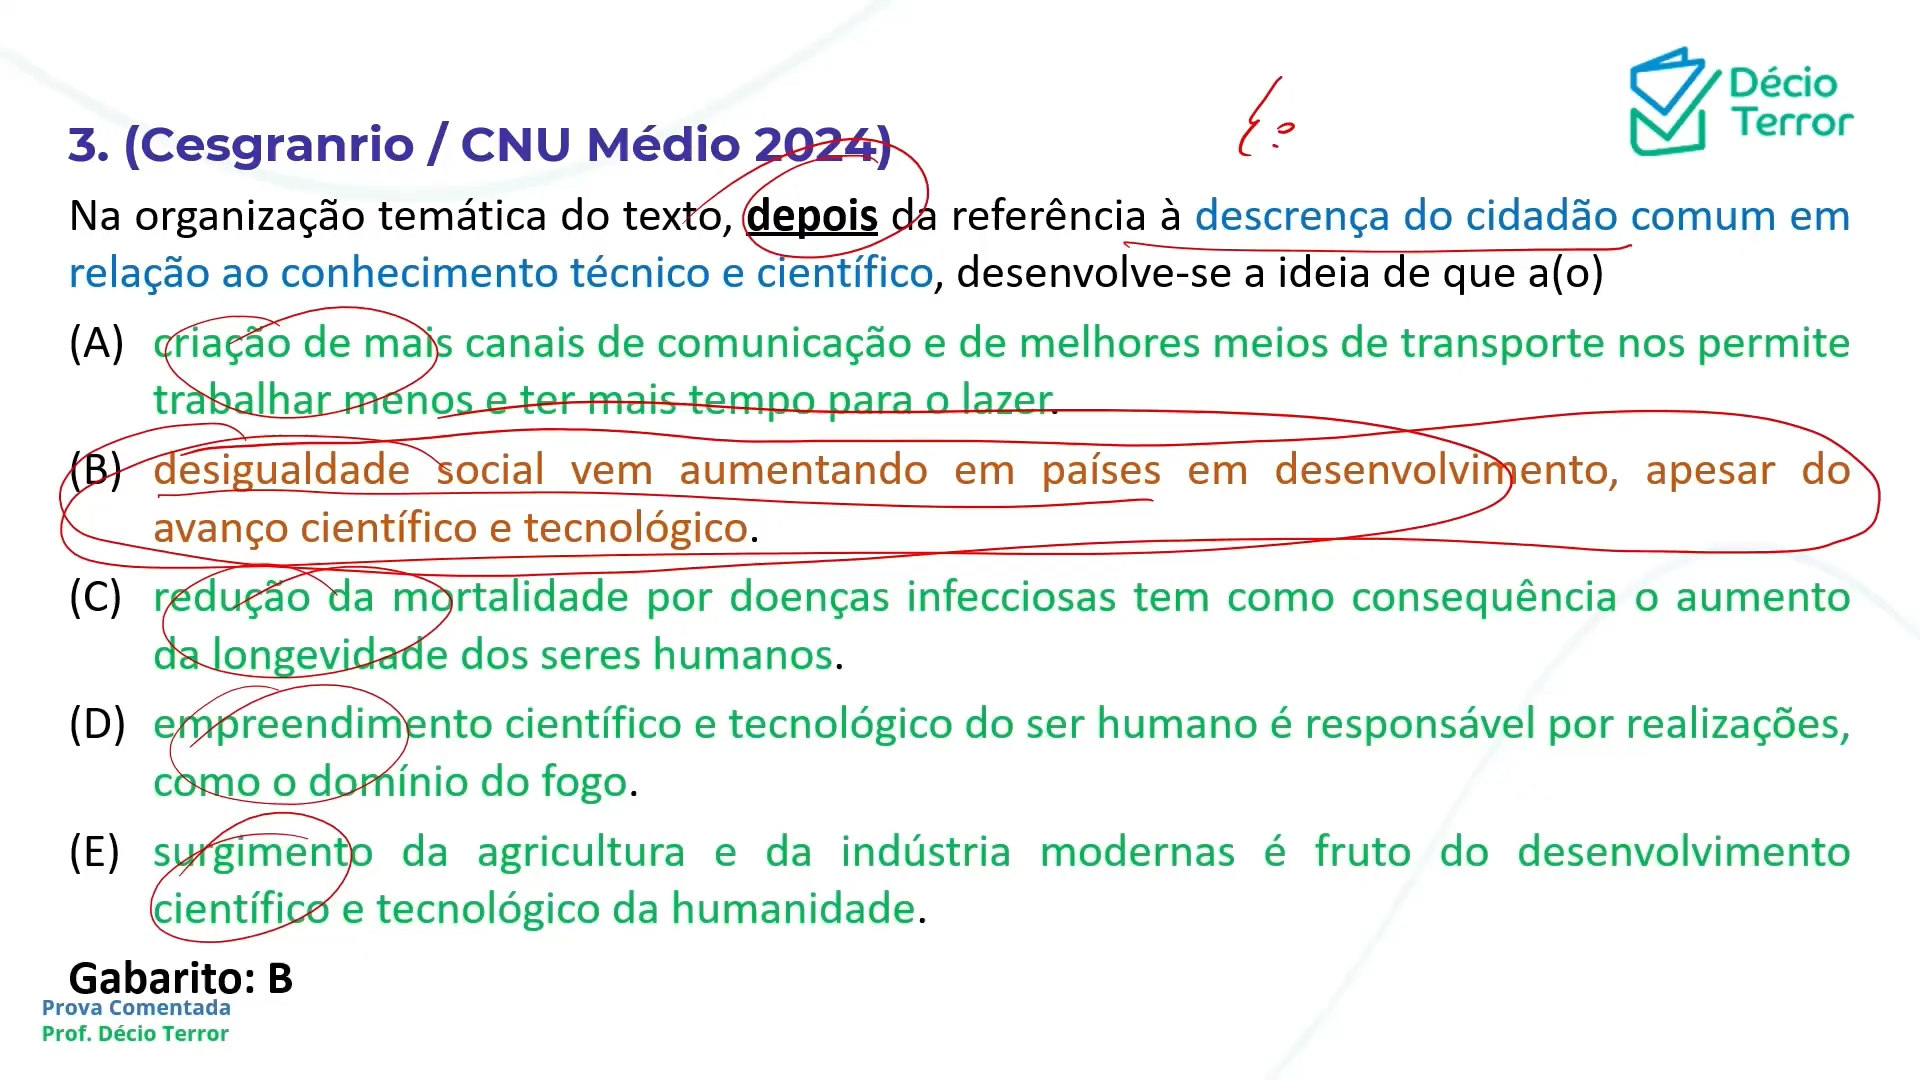 Décio
Terror
3. (Cesgranrio / CNU Médio 2024)
Na organização temática do texto, depois da referência à descrença do cidadão comum em
relação ao conhecimento técnico e científico, desenvolve-se a ideia de que a(o)
(A) criação de mais canais de comunicação e de melhores meios de transporte nos permite
trabalhar menos e ter mais tempo para o lazer.
(B) desigualdade social vem aumentando em países em desenvolvimento, apesar do
avanço científico e tecnológico.
(C) redução da mortalidade por doenças infecciosas tem como consequência o aumento
da longevidade dos seres humanos.
(D) empreendimento científico e tecnológico do ser humano é responsável por realizações,
como o domínio do fogo.
(E) surgimento da agricultura e da indústria modernas é fruto do desenvolvimento
científico e tecnológico da humanidade.
Gabarito: B
Prova Comentada
Prof. Décio Terror